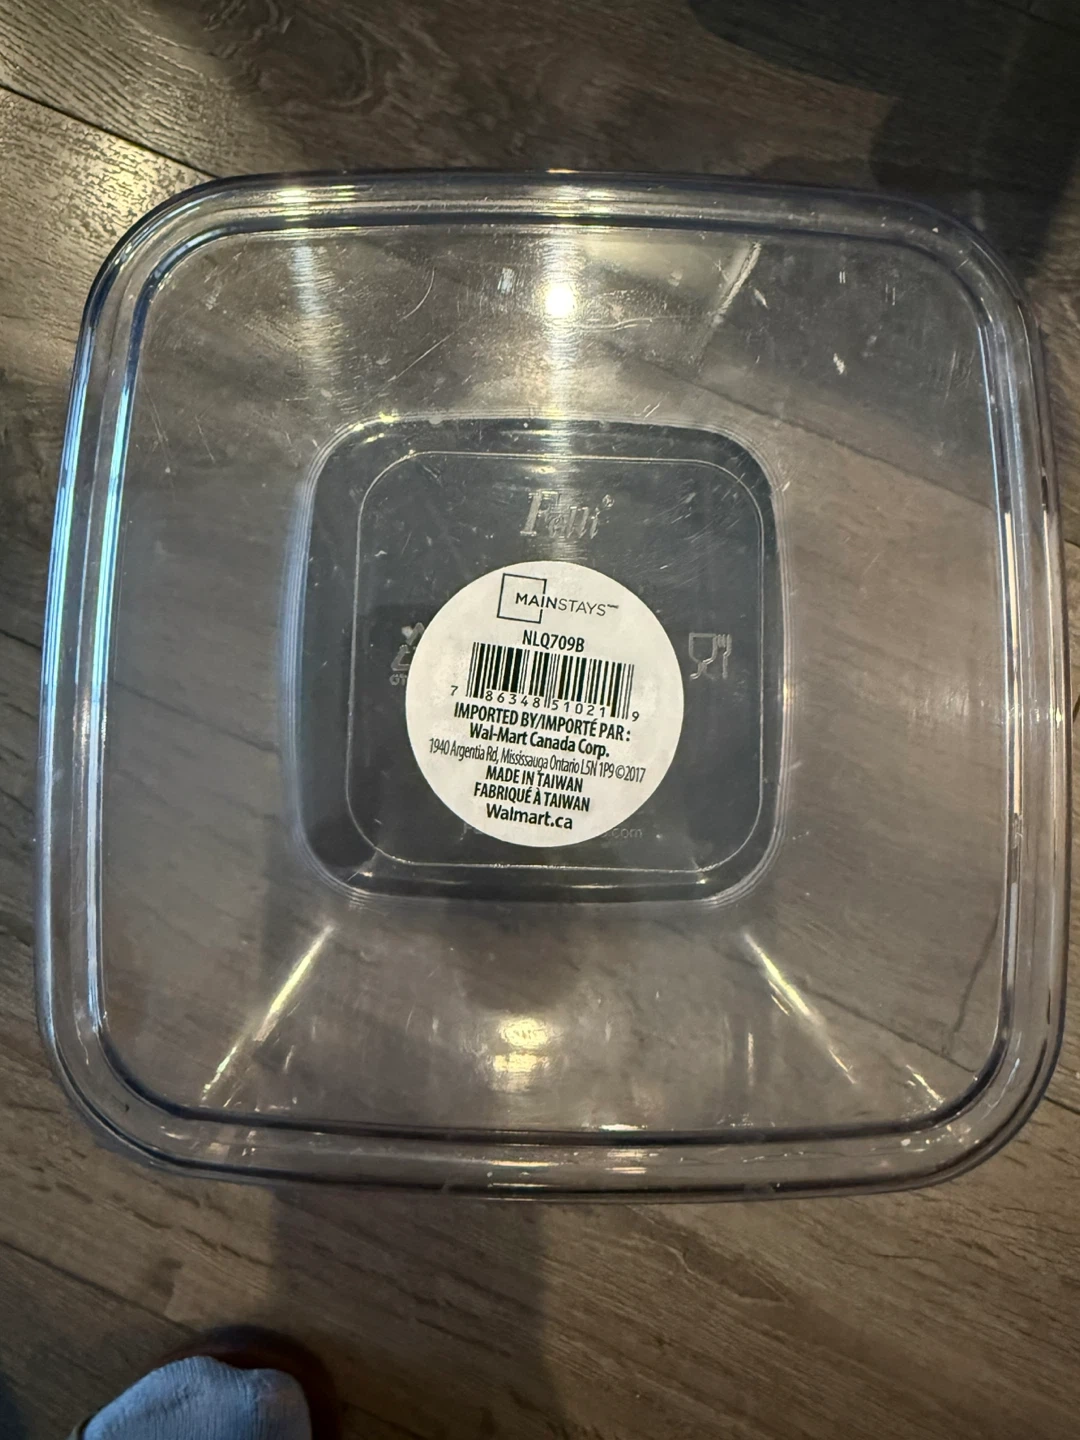 MAINSTAYS
NLQ709B
7 86348 51021 9
IMPORTED BY/IMPORTÉ PAR :
Wal-Mart Canada Corp.
1940 Argentia Rd, Mississauga Ontario L5N 1P9 ©2017
MADE IN TAIWAN
FABRIQUÉ À TAIWAN
Walmart.ca